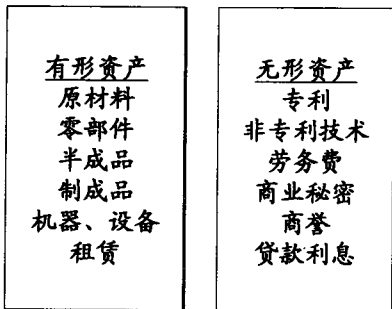 有形资产
原材料
零部件
半成品
制成品
机器、设备
租赁
无形资产
专利
非专利技术
劳务费
商业秘密
商誉
贷款利息